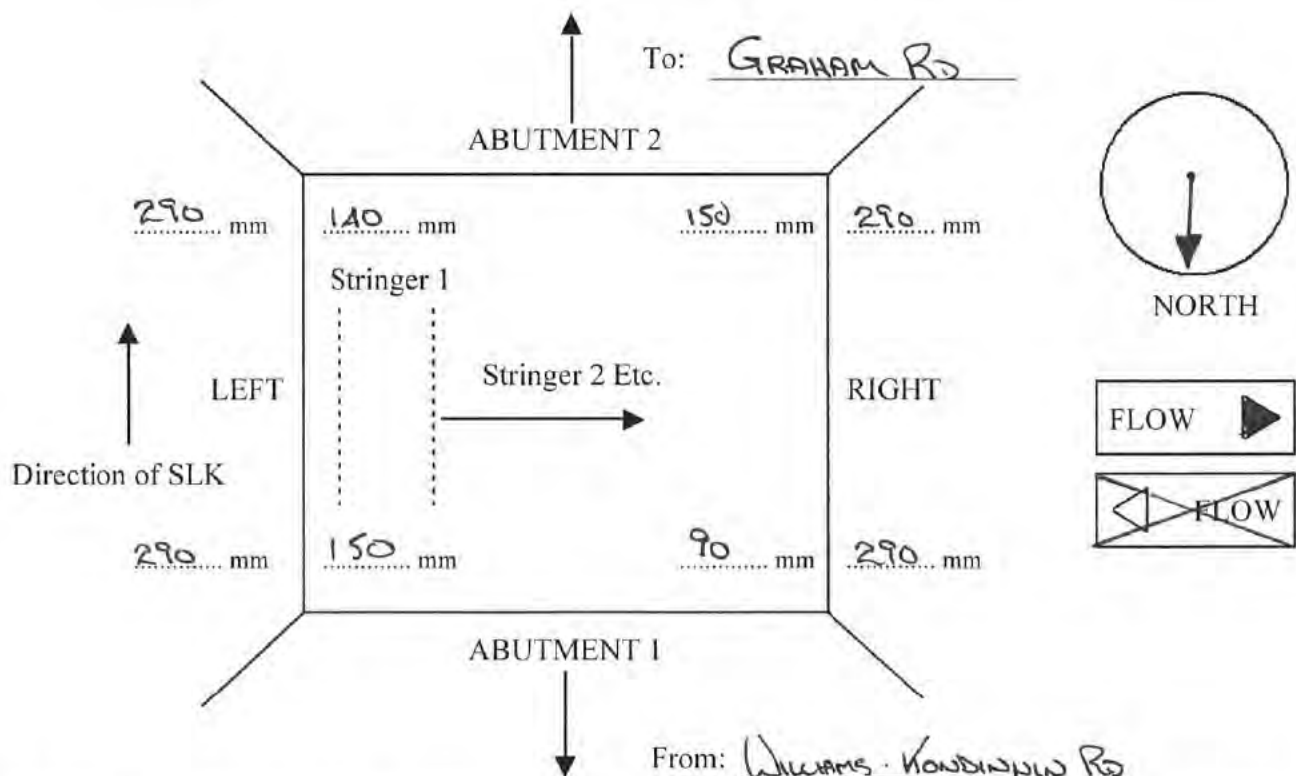 To: GRAHAM RD
ABUTMENT 2
290 mm 140 mm 150 mm 290 mm
Stringer 1
NORTH
LEFT Stringer 2 Etc. RIGHT
FLOW
Direction of SLK
FLOW
290 mm 150 mm 90 mm 290 mm
ABUTMENT 1
From: WILLIAMS - KONDININ RD